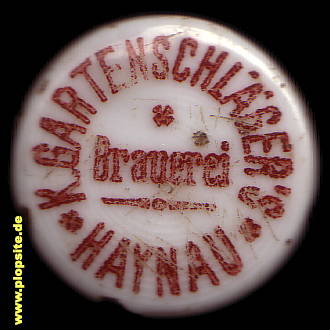 K. GARTENSCHLÄGER'S
Brauerei
HAYNAU
© www.plopsite.de